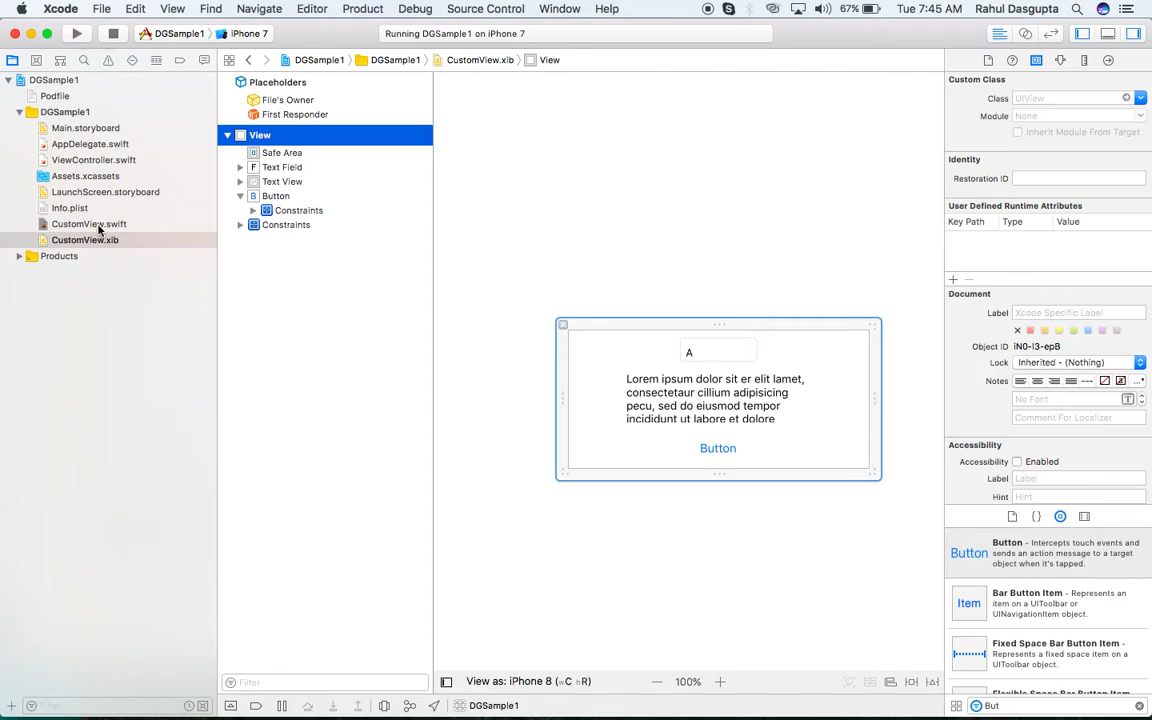 Xcode File Edit View Find Navigate Editor Product Debug Source Control Window Help 67% Tue 7:45 AM Rahul Dasgupta
DGSample1 iPhone 7 Running DGSample1 on iPhone 7
DGSample1 DGSample1 CustomView.xib View
DGSample1
Podfile
DGSample1
Main.storyboard
AppDelegate.swift
ViewController.swift
Assets.xcassets
LaunchScreen.storyboard
Info.plist
CustomView.swift
CustomView.xib
Products
Filter
Placeholders
File's Owner
First Responder
View
Safe Area
F Text Field
Text View
B Button
Constraints
Constraints
Filter
A
Lorem ipsum dolor sit er elit lamet,
consectetaur cillium adipisicing
pecu, sed do eiusmod tempor
incididunt ut labore et dolore
Button
View as: iPhone 8 (wC hR) — 100% +
DGSample1
Custom Class
Class UIView
Module None
Inherit Module From Target
Identity
Restoration ID
User Defined Runtime Attributes
Key Path Type Value
+ —
Document
Label Xcode Specific Label
Object ID iN0-I3-epB
Lock Inherited - (Nothing)
Notes
No Font T
Comment For Localizer
Accessibility
Accessibility Enabled
Label Label
Hint Hint
Button Button - Intercepts touch events and
sends an action message to a target
object when it's tapped.
Item Bar Button Item - Represents an
item on a UIToolbar or
UINavigationItem object.
Fixed Space Bar Button Item -
Represents a fixed space item on a
UIToolbar object.
Flexible Space Bar Button Item
But